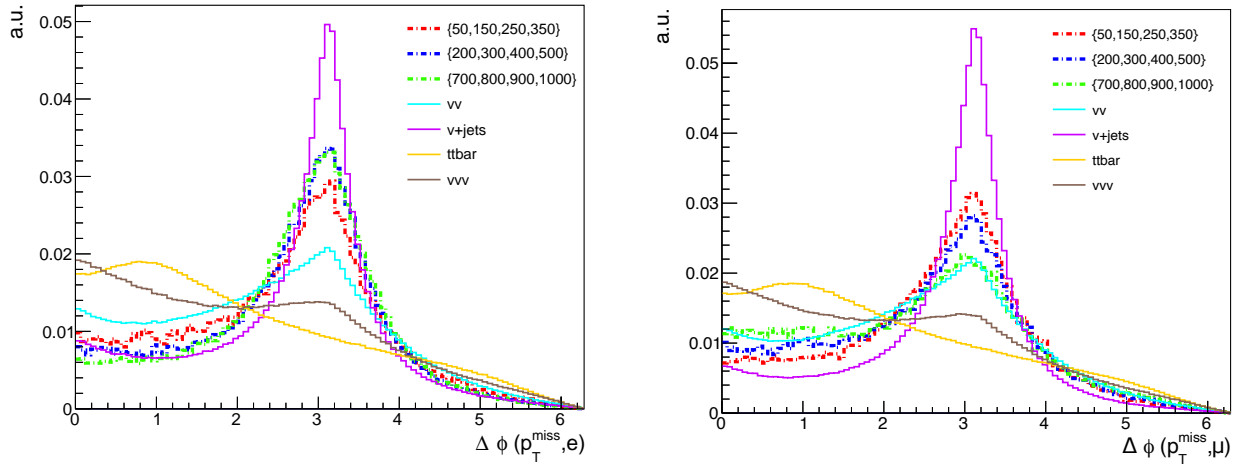 a.u.
0.05
0.04
0.03
0.02
0.01
0
0 1 2 3 4 5 6
Δ ϕ (p_T^miss,e)
{50,150,250,350}
{200,300,400,500}
{700,800,900,1000}
vv
v+jets
ttbar
vvv
a.u.
0.05
0.04
0.03
0.02
0.01
0
0 1 2 3 4 5 6
Δ ϕ (p_T^miss,μ)
{50,150,250,350}
{200,300,400,500}
{700,800,900,1000}
vv
v+jets
ttbar
vvv